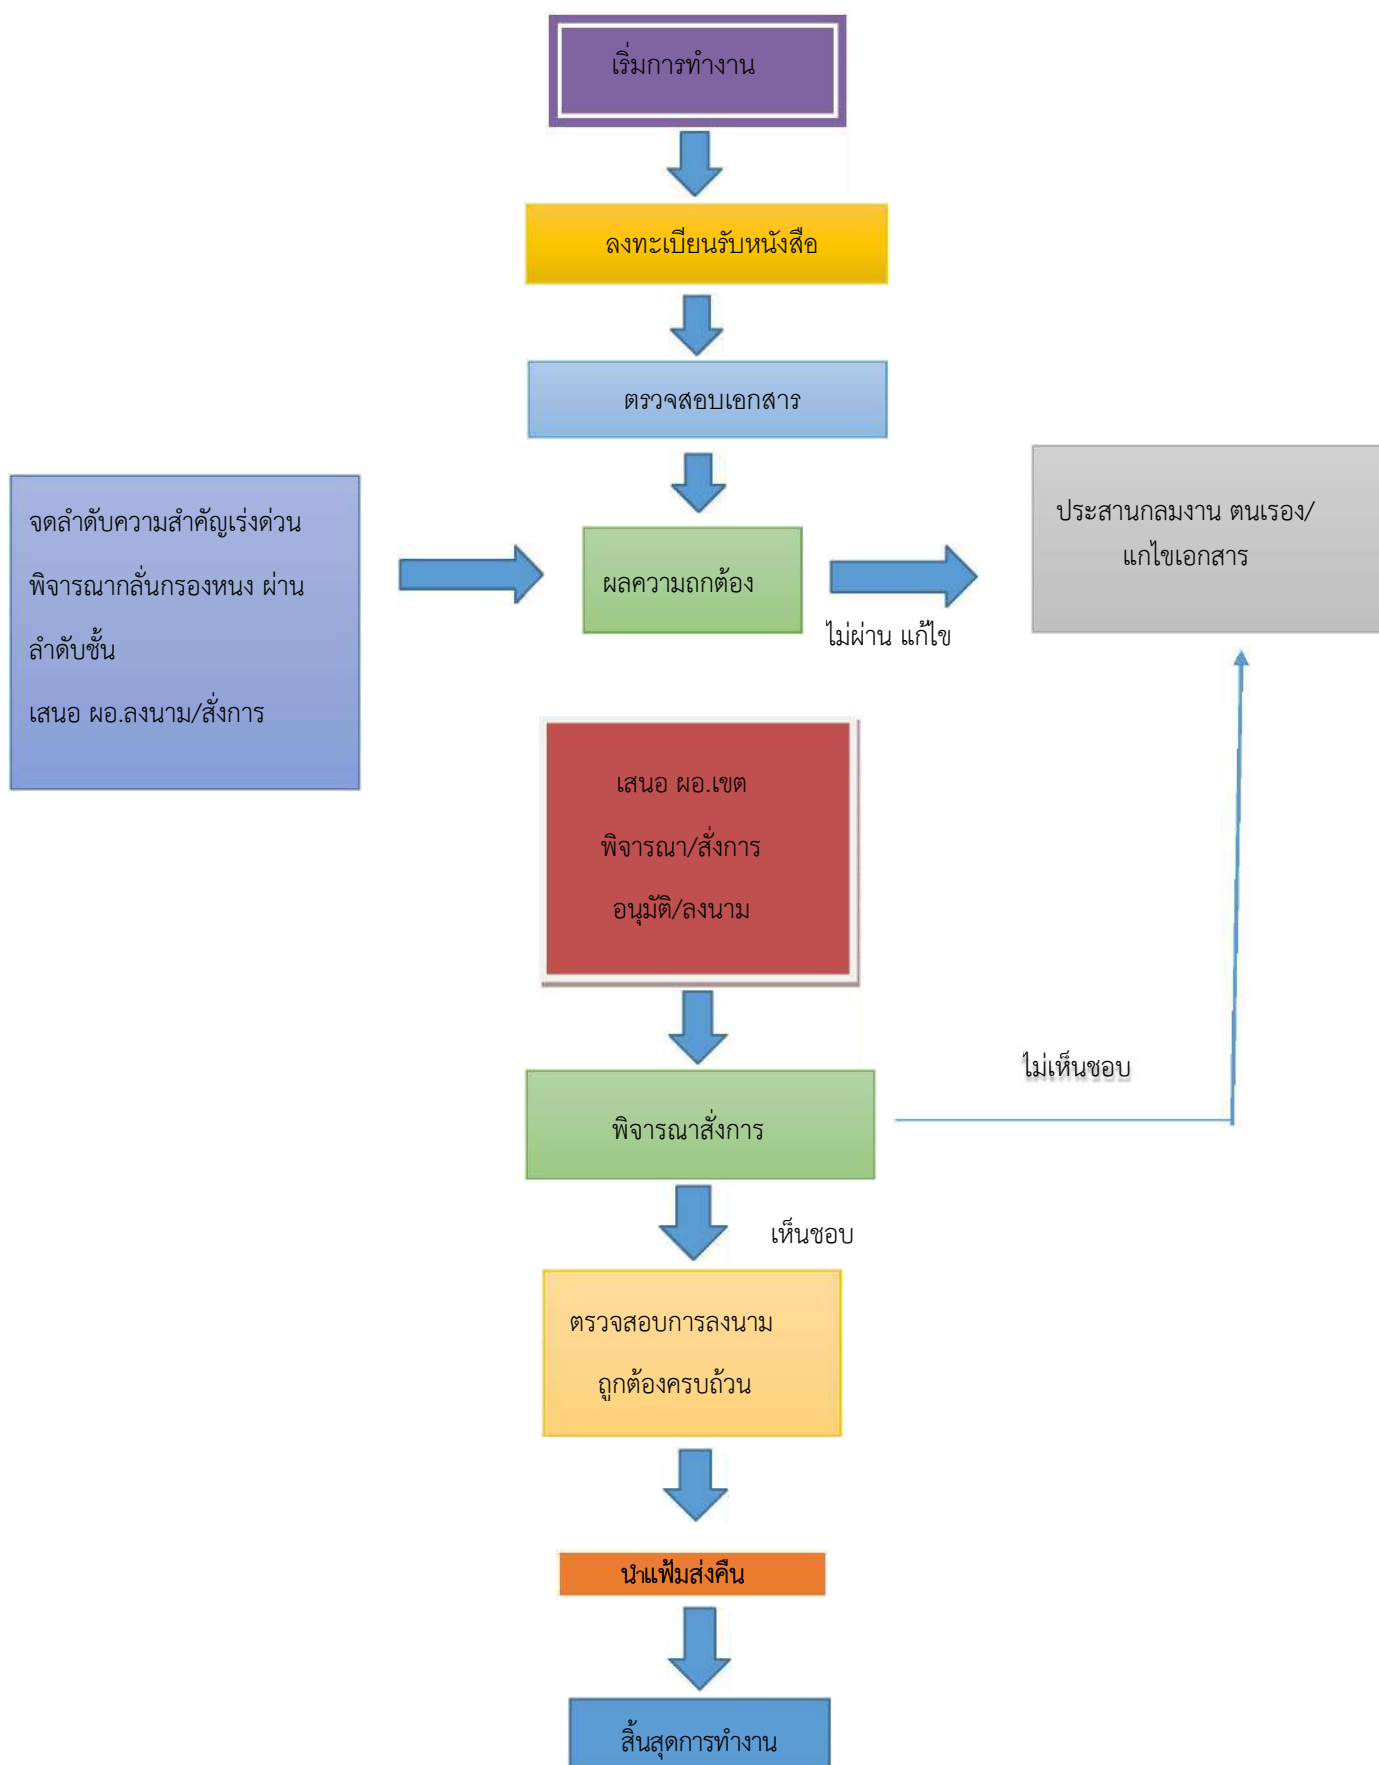 เริ่มการทำงาน
ลงทะเบียนรับหนังสือ
ตรวจสอบเอกสาร
จดลำดับความสำคัญเร่งด่วน
พิจารณากลั่นกรองหนง ผ่าน
ลำดับชั้น
เสนอ ผอ.ลงนาม/สั่งการ
ผลความถกต้อง
ไม่ผ่าน แก้ไข
ประสานกลมงาน ตนเรอง/
แกไขเอกสาร
เสนอ ผอ.เขต
พิจารณา/สั่งการ
อนุมัติ/ลงนาม
พิจารณาสั่งการ
ไม่เห็นชอบ
เห็นชอบ
ตรวจสอบการลงนาม
ถูกต้องครบถ้วน
นำแฟ้มส่งคืน
สิ้นสุดการทำงาน